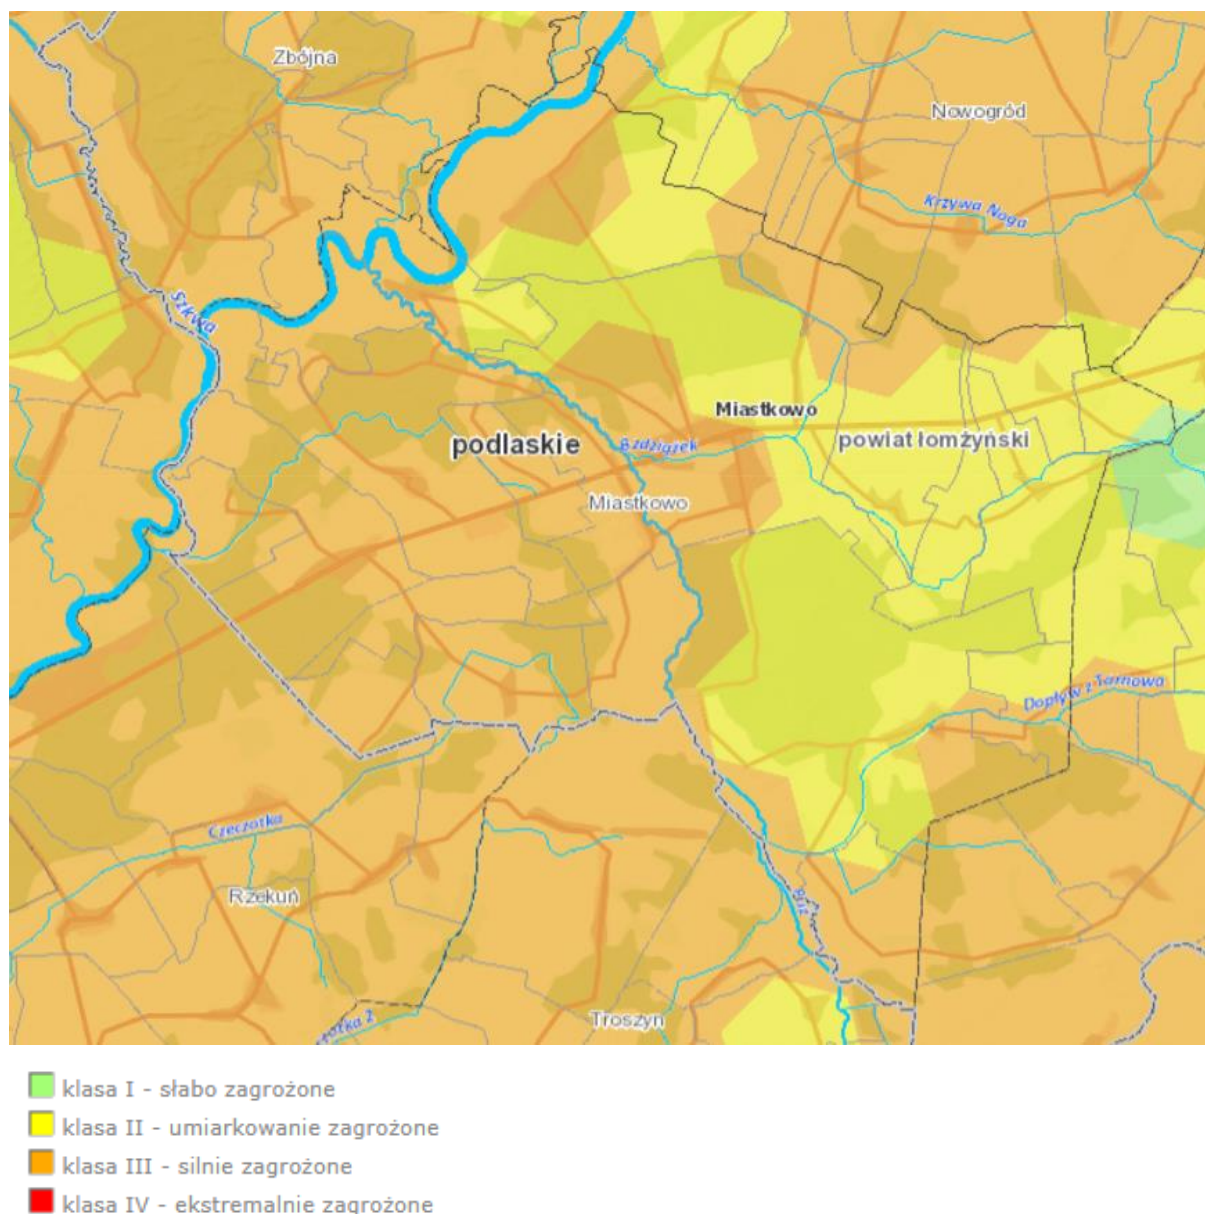 Zbójna
Nowogród
Krzywa Noga
Szkwa
Miastkowo
podlaskie
Bzdziążek
powiat łomżyński
Miastkowo
Dopływ z Tarnowa
Czeczotka
Rzekuń
Ruż
Troszyn
klasa I - słabo zagrożone
klasa II - umiarkowanie zagrożone
klasa III - silnie zagrożone
klasa IV - ekstremalnie zagrożone